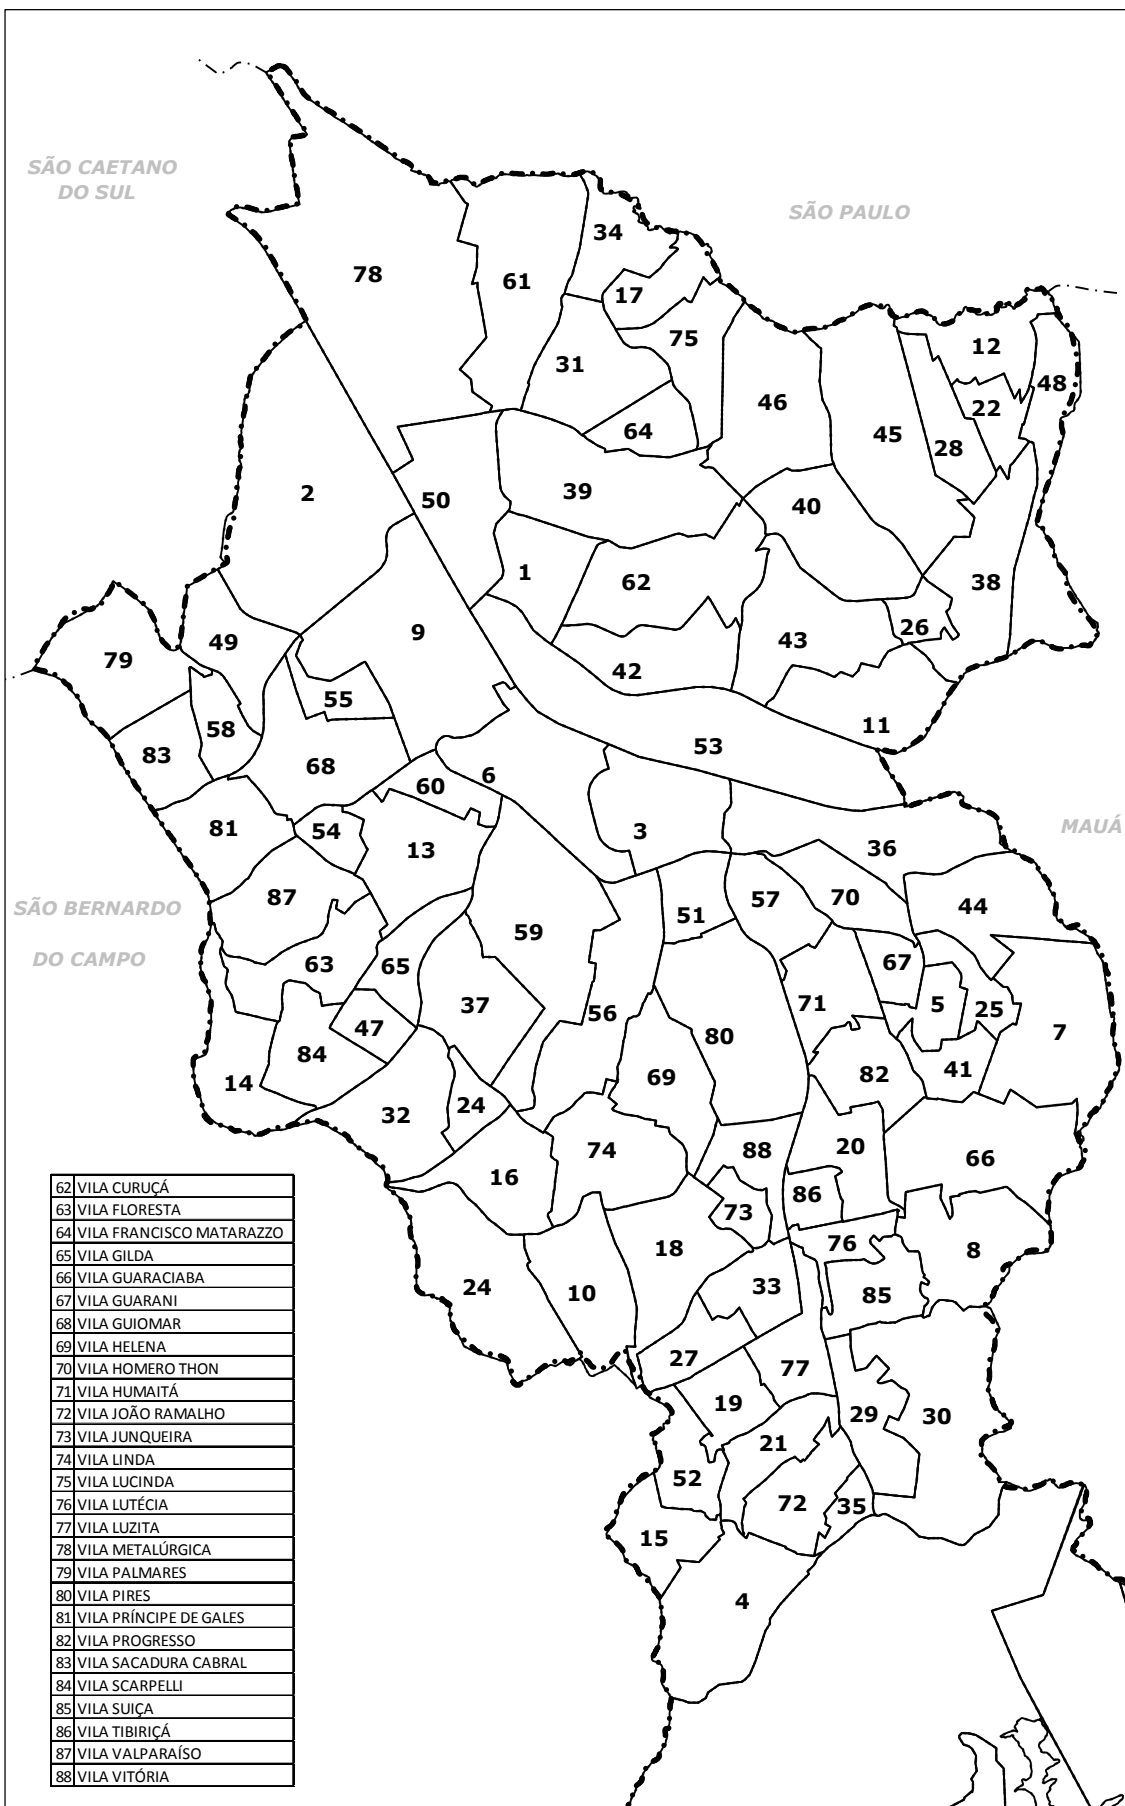 SÃO CAETANO
DO SUL
SÃO PAULO
34
78
61
17
75
31
12
48
46
22
64
45
28
2
50
39
40
1
62
38
9
26
49
43
79
42
55
58
11
83
53
68
6
60
81
54
3
MAUÁ
13
36
SÃO BERNARDO
87
57
70
44
51
59
DO CAMPO
63
65
67
37
71
5
25
47
56
80
7
84
14
69
82
41
32
24
74
88
20
16
66
86
73
18
76
8
24
10
33
85
27
77
19
29
30
21
52
72
35
15
4
62 VILA CURUÇÁ
63 VILA FLORESTA
64 VILA FRANCISCO MATARAZZO
65 VILA GILDA
66 VILA GUARACIABA
67 VILA GUARANI
68 VILA GUIOMAR
69 VILA HELENA
70 VILA HOMERO THON
71 VILA HUMAITÁ
72 VILA JOÃO RAMALHO
73 VILA JUNQUEIRA
74 VILA LINDA
75 VILA LUCINDA
76 VILA LUTÉCIA
77 VILA LUZITA
78 VILA METALÚRGICA
79 VILA PALMARES
80 VILA PIRES
81 VILA PRÍNCIPE DE GALES
82 VILA PROGRESSO
83 VILA SACADURA CABRAL
84 VILA SCARPELLI
85 VILA SUIÇA
86 VILA TIBIRIÇÁ
87 VILA VALPARAÍSO
88 VILA VITÓRIA